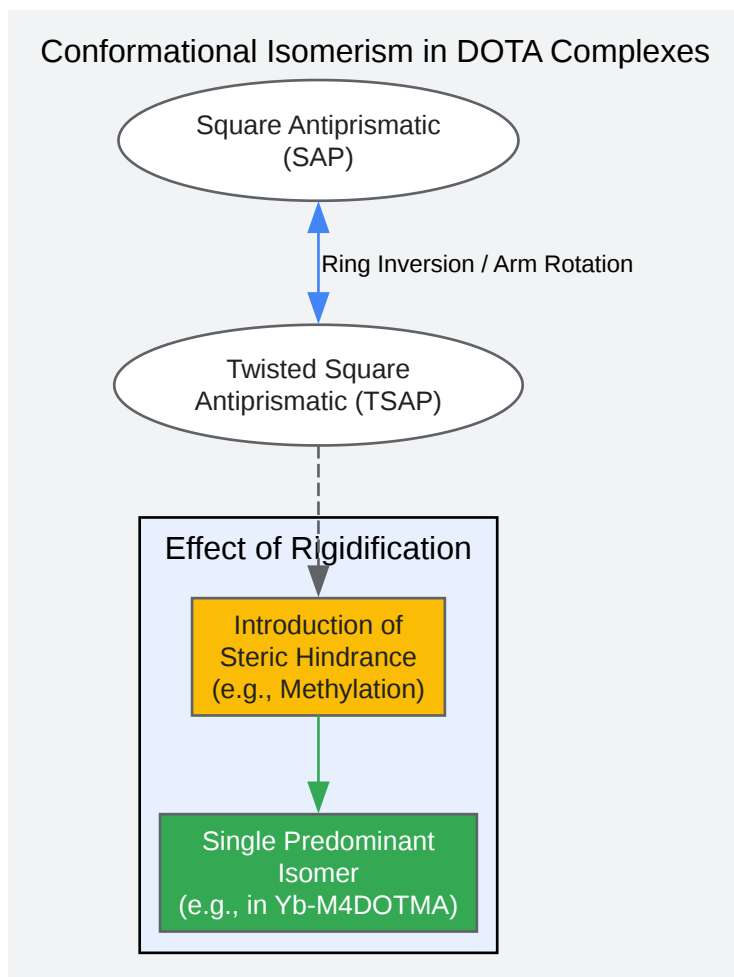 Conformational Isomerism in DOTA Complexes
Square Antiprismatic
(SAP)
Ring Inversion / Arm Rotation
Twisted Square
Antiprismatic (TSAP)
Effect of Rigidification
Introduction of
Steric Hindrance
(e.g., Methylation)
Single Predominant
Isomer
(e.g., in Yb-M4DOTMA)